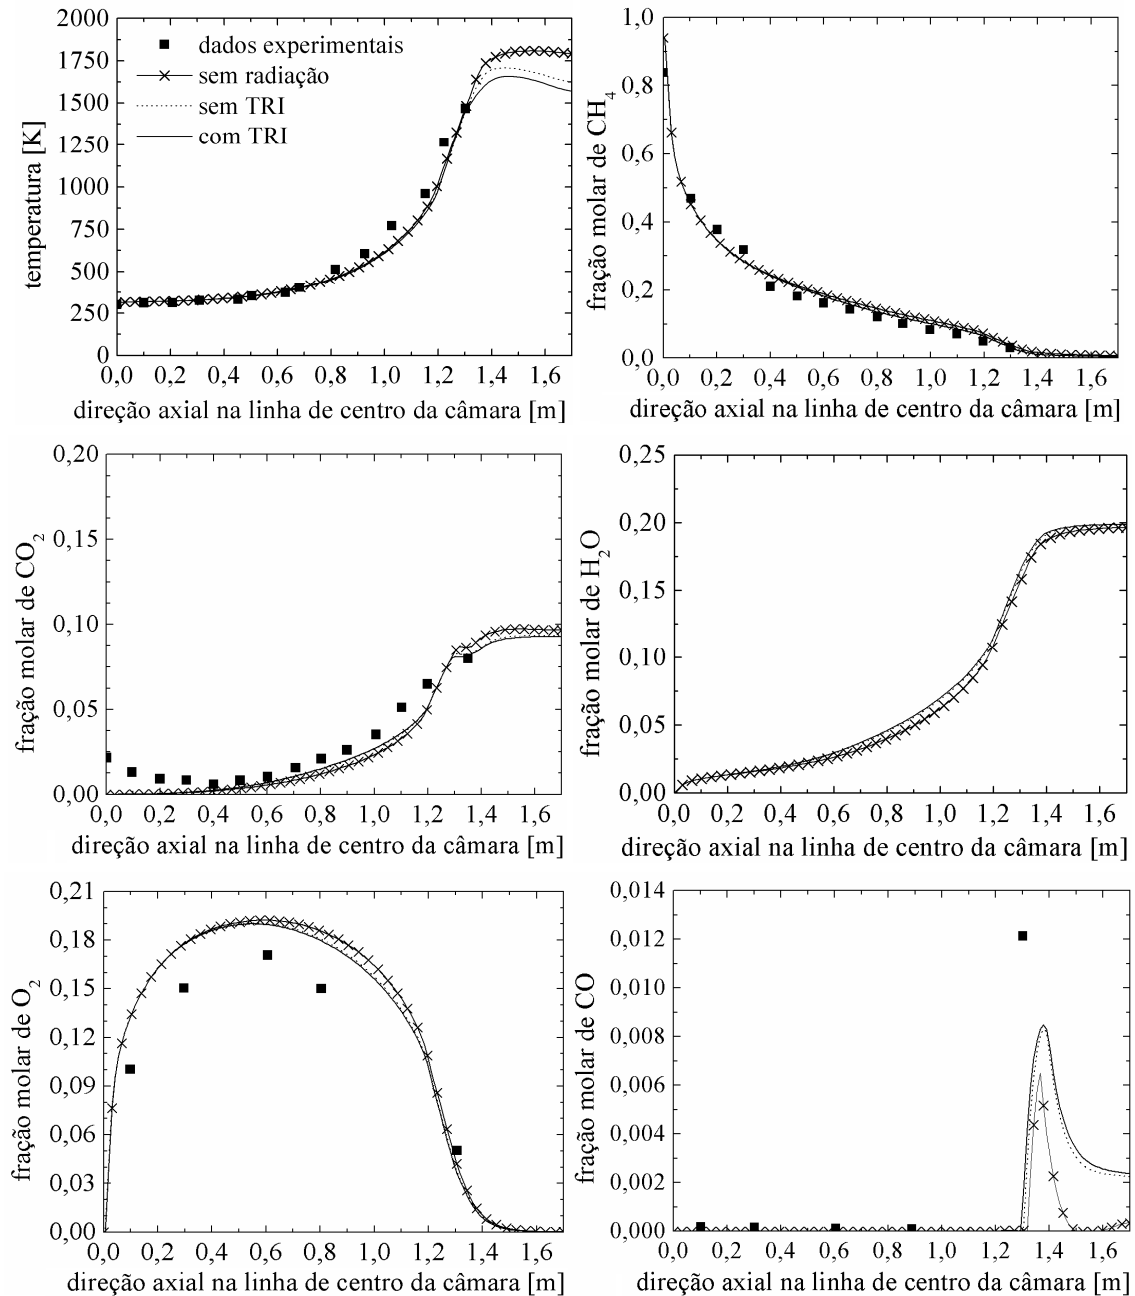 2000
1750
1500
1250
1000
750
500
250
0
temperatura [K]
dados experimentais
sem radiação
sem TRI
com TRI
0,0 0,2 0,4 0,6 0,8 1,0 1,2 1,4 1,6
direção axial na linha de centro da câmara [m]
1,0
0,8
0,6
0,4
0,2
0,0
fração molar de CH4
0,0 0,2 0,4 0,6 0,8 1,0 1,2 1,4 1,6
direção axial na linha de centro da câmara [m]
0,20
0,15
0,10
0,05
0,00
fração molar de CO2
0,0 0,2 0,4 0,6 0,8 1,0 1,2 1,4 1,6
direção axial na linha de centro da câmara [m]
0,25
0,20
0,15
0,10
0,05
0,00
fração molar de H2O
0,0 0,2 0,4 0,6 0,8 1,0 1,2 1,4 1,6
direção axial na linha de centro da câmara [m]
0,21
0,18
0,15
0,12
0,09
0,06
0,03
0,00
fração molar de O2
0,0 0,2 0,4 0,6 0,8 1,0 1,2 1,4 1,6
direção axial na linha de centro da câmara [m]
0,014
0,012
0,010
0,008
0,006
0,004
0,002
0,000
fração molar de CO
0,0 0,2 0,4 0,6 0,8 1,0 1,2 1,4 1,6
direção axial na linha de centro da câmara [m]